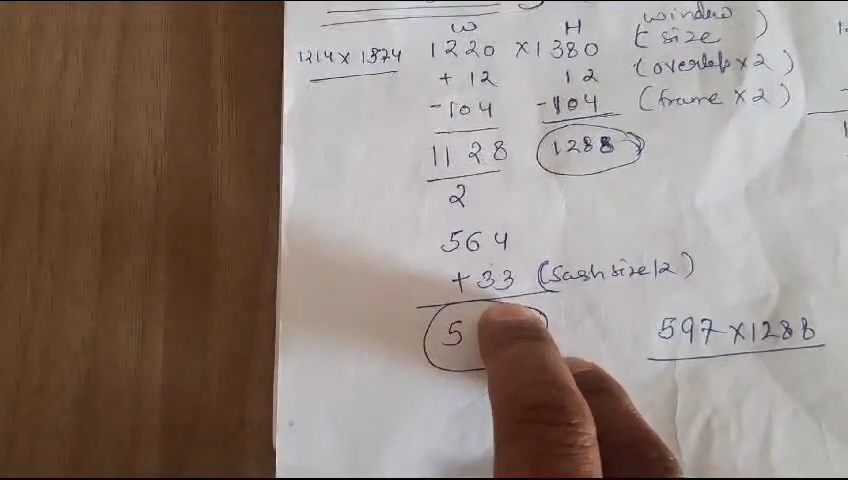 W H window
1214 x 1374 1220 x 1380 ( size )
+ 12 12 (overlap x 2)
-104 -104 (frame x 2)
1128 1288
2
564
+33 (Sash size/2)
5
597 x 1288